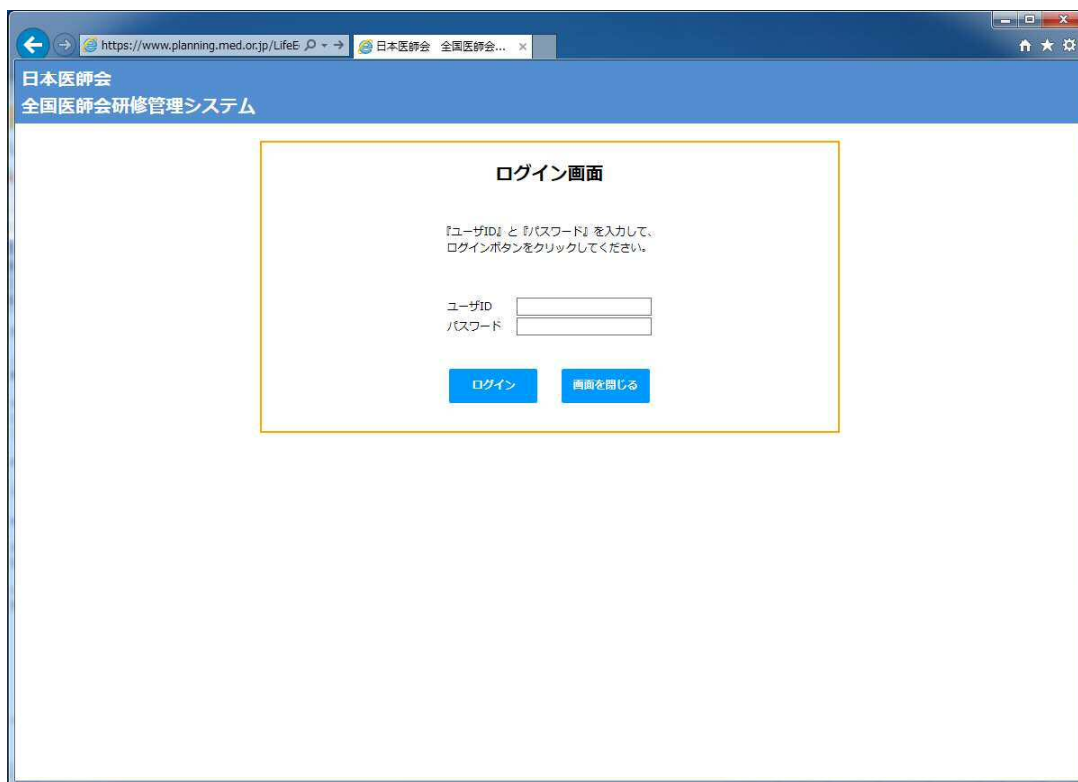 https://www.planning.med.or.jp/LifeE
日本医師会　全国医師会...
日本医師会
全国医師会研修管理システム
ログイン画面
『ユーザID』と『パスワード』を入力して、
ログインボタンをクリックしてください。
ユーザID
パスワード
ログイン　画面を閉じる